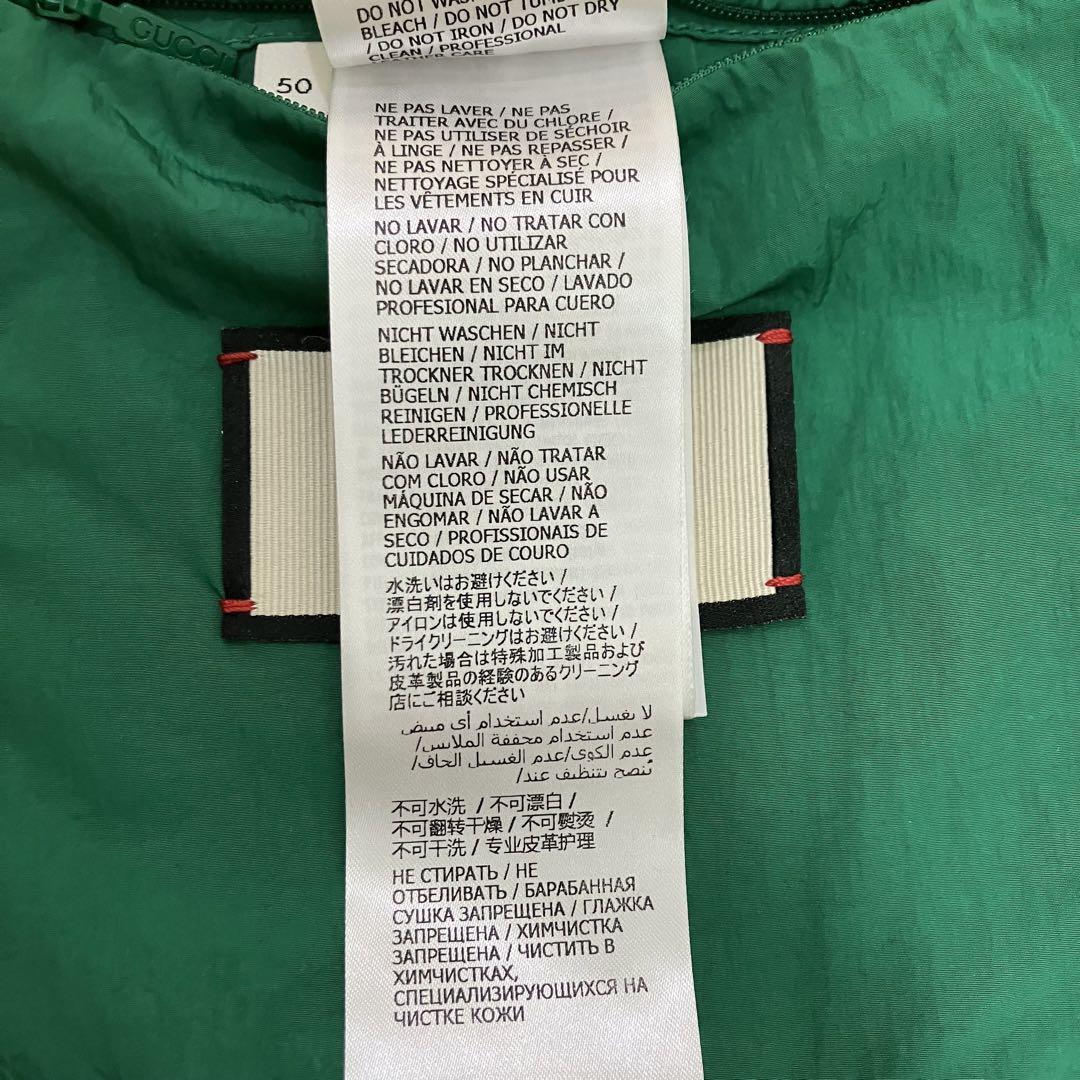 GUCCI
50
DO NOT WASH
BLEACH / DO NOT TUMBLE
/ DO NOT IRON / DO NOT DRY
CLEAN / PROFESSIONAL
LEATHER CARE
NE PAS LAVER / NE PAS
TRAITER AVEC DU CHLORE /
NE PAS UTILISER DE SÉCHOIR
À LINGE / NE PAS REPASSER /
NE PAS NETTOYER À SEC /
NETTOYAGE SPÉCIALISÉ POUR
LES VÊTEMENTS EN CUIR
NO LAVAR / NO TRATAR CON
CLORO / NO UTILIZAR
SECADORA / NO PLANCHAR /
NO LAVAR EN SECO / LAVADO
PROFESIONAL PARA CUERO
NICHT WASCHEN / NICHT
BLEICHEN / NICHT IM
TROCKNER TROCKNEN / NICHT
BÜGELN / NICHT CHEMISCH
REINIGEN / PROFESSIONELLE
LEDERREINIGUNG
NÃO LAVAR / NÃO TRATAR
COM CLORO / NÃO USAR
MÁQUINA DE SECAR / NÃO
ENGOMAR / NÃO LAVAR A
SECO / PROFISSIONAIS DE
CUIDADOS DE COURO
水洗いはお避けください /
漂白剤を使用しないでください /
アイロンは使用しないでください /
ドライクリーニングはお避けください /
汚れた場合は特殊加工製品および
皮革製品の経験のあるクリーニング
店にご相談ください
لا يغسل/عدم استخدام أي مبيض
عدم استخدام مجففة الملابس/
عدم الكوي/عدم الغسيل الجاف/
يُنصح بتنظيف عند/
不可水洗 / 不可漂白 /
不可翻转干燥 / 不可熨烫 /
不可干洗 / 专业皮革护理
НЕ СТИРАТЬ / НЕ
ОТБЕЛИВАТЬ / БАРАБАННАЯ
СУШКА ЗАПРЕЩЕНА / ГЛАЖКА
ЗАПРЕЩЕНА / ХИМЧИСТКА
ЗАПРЕЩЕНА / ЧИСТИТЬ В
ХИМЧИСТКАХ,
СПЕЦИАЛИЗИРУЮЩИХСЯ НА
ЧИСТКЕ КОЖИ